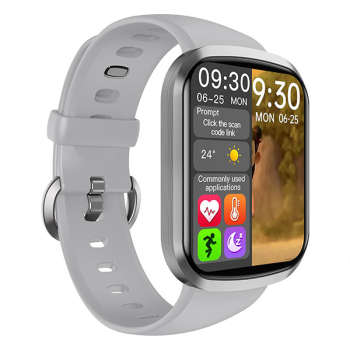 09:30
06-25 MON
Prompt
Click the scan
code link
24°
Commonly used
applications
9:30
MON 06-25